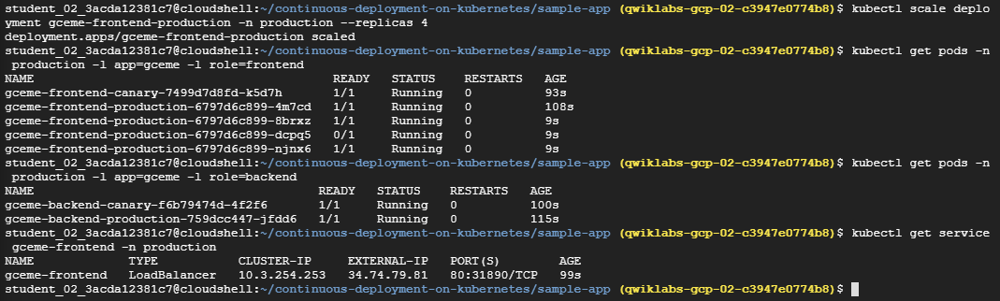 student_02_3acda12381c7@cloudshell:~/continuous-deployment-on-kubernetes/sample-app (qwiklabs-gcp-02-c3947e0774b8)$ kubectl scale deplo
yment gceme-frontend-production -n production --replicas 4
deployment.apps/gceme-frontend-production scaled
student_02_3acda12381c7@cloudshell:~/continuous-deployment-on-kubernetes/sample-app (qwiklabs-gcp-02-c3947e0774b8)$ kubectl get pods -n
 production -l app=gceme -l role=frontend
NAME                                         READY   STATUS    RESTARTS   AGE
gceme-frontend-canary-7499d7d8fd-k5d7h       1/1     Running   0          93s
gceme-frontend-production-6797d6c899-4m7cd   1/1     Running   0          108s
gceme-frontend-production-6797d6c899-8brxz   1/1     Running   0          9s
gceme-frontend-production-6797d6c899-dcpq5   0/1     Running   0          9s
gceme-frontend-production-6797d6c899-njnx6   1/1     Running   0          9s
student_02_3acda12381c7@cloudshell:~/continuous-deployment-on-kubernetes/sample-app (qwiklabs-gcp-02-c3947e0774b8)$ kubectl get pods -n
 production -l app=gceme -l role=backend
NAME                                       READY   STATUS    RESTARTS   AGE
gceme-backend-canary-f6b79474d-4f2f6       1/1     Running   0          100s
gceme-backend-production-759dcc447-jfdd6   1/1     Running   0          115s
student_02_3acda12381c7@cloudshell:~/continuous-deployment-on-kubernetes/sample-app (qwiklabs-gcp-02-c3947e0774b8)$ kubectl get service
 gceme-frontend -n production
NAME             TYPE           CLUSTER-IP     EXTERNAL-IP   PORT(S)        AGE
gceme-frontend   LoadBalancer   10.3.254.253   34.74.79.81   80:31890/TCP   99s
student_02_3acda12381c7@cloudshell:~/continuous-deployment-on-kubernetes/sample-app (qwiklabs-gcp-02-c3947e0774b8)$